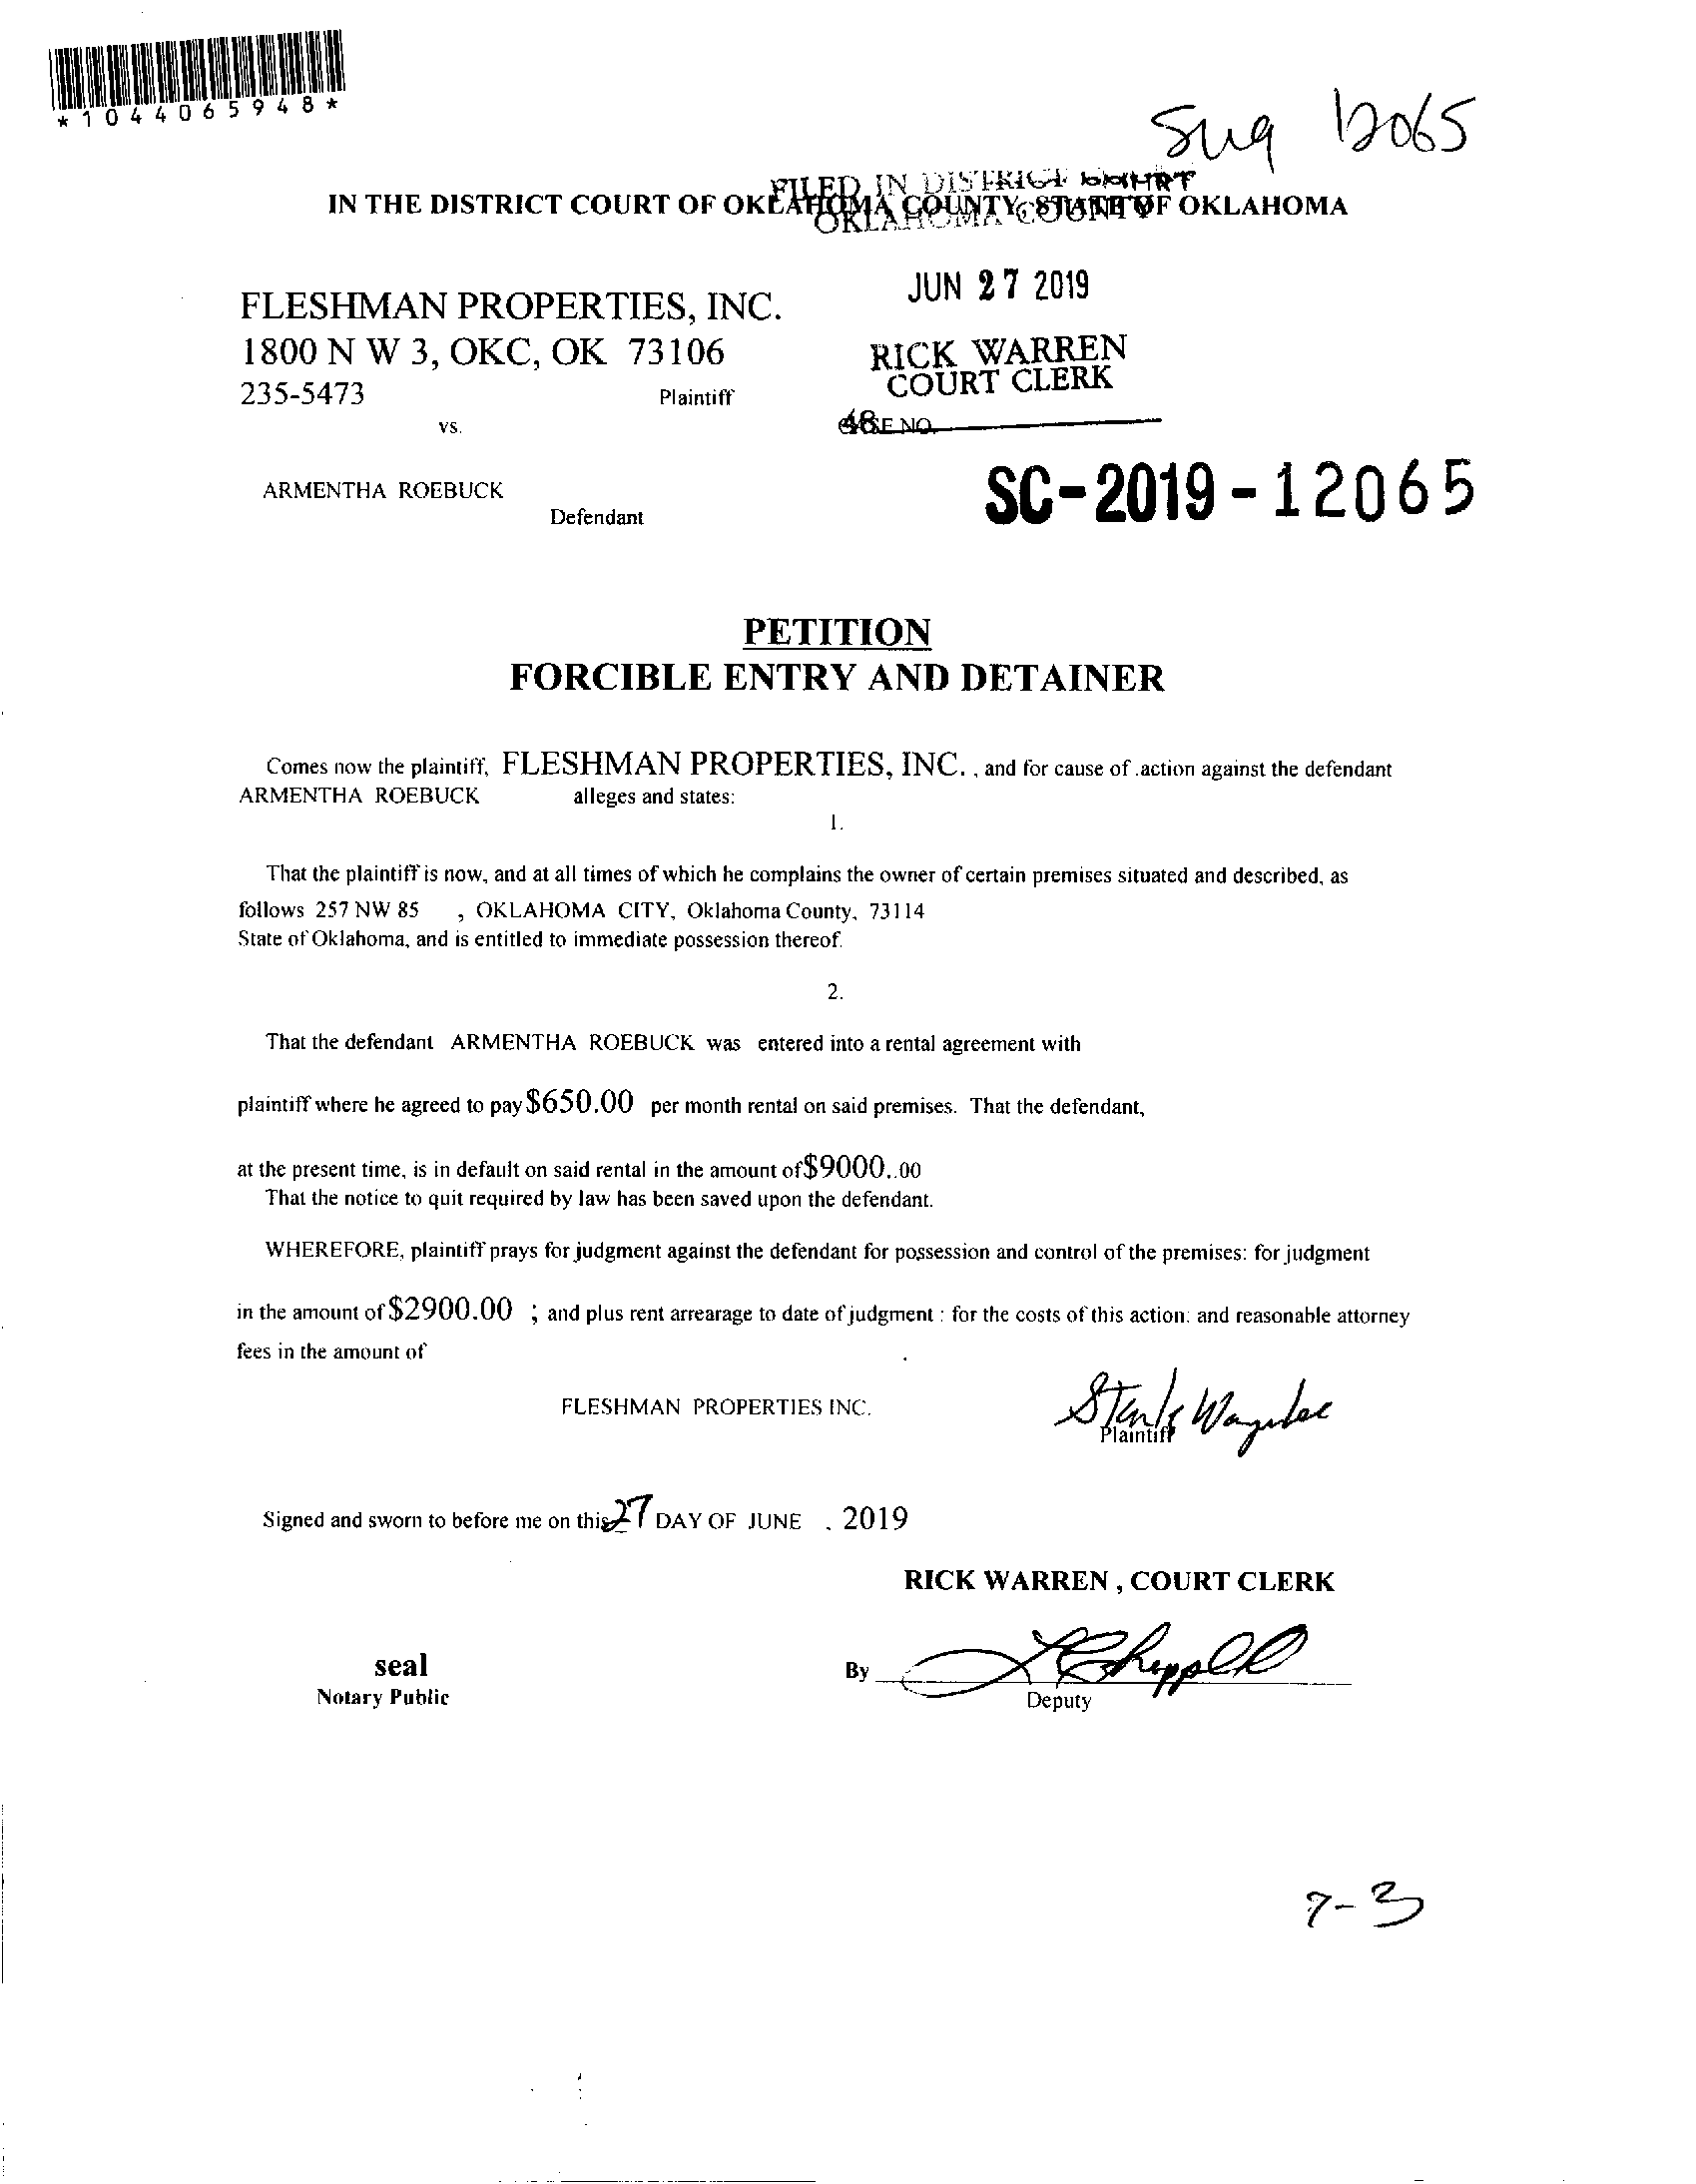 *1044065948*
Sug 12065
FILED IN DISTRICT COURT
IN THE DISTRICT COURT OF OKLAHOMA COUNTY, STATE OF OKLAHOMA
OKLAHOMA COUNTY
JUN 27 2019
FLESHMAN PROPERTIES, INC.
1800 N W 3, OKC, OK 73106
RICK WARREN
COURT CLERK
235-5473 Plaintiff
vs.
48
CASE NO.
SC-2019-12065
ARMENTHA ROEBUCK
Defendant
PETITION
FORCIBLE ENTRY AND DETAINER
Comes now the plaintiff, FLESHMAN PROPERTIES, INC. , and for cause of .action against the defendant
ARMENTHA ROEBUCK alleges and states:
1.
That the plaintiff is now, and at all times of which he complains the owner of certain premises situated and described, as
follows 257 NW 85 , OKLAHOMA CITY, Oklahoma County, 73114
State of Oklahoma, and is entitled to immediate possession thereof.
2.
That the defendant ARMENTHA ROEBUCK was entered into a rental agreement with
plaintiff where he agreed to pay $650.00 per month rental on said premises. That the defendant,
at the present time, is in default on said rental in the amount of $9000..00
That the notice to quit required by law has been saved upon the defendant.
WHEREFORE, plaintiff prays for judgment against the defendant for possession and control of the premises: for judgment
in the amount of $2900.00 ; and plus rent arrearage to date of judgment : for the costs of this action: and reasonable attorney
fees in the amount of .
FLESHMAN PROPERTIES INC.
Plaintiff
Signed and sworn to before me on this 27 DAY OF JUNE . 2019
RICK WARREN , COURT CLERK
seal
By
Notary Public
Deputy
7-3